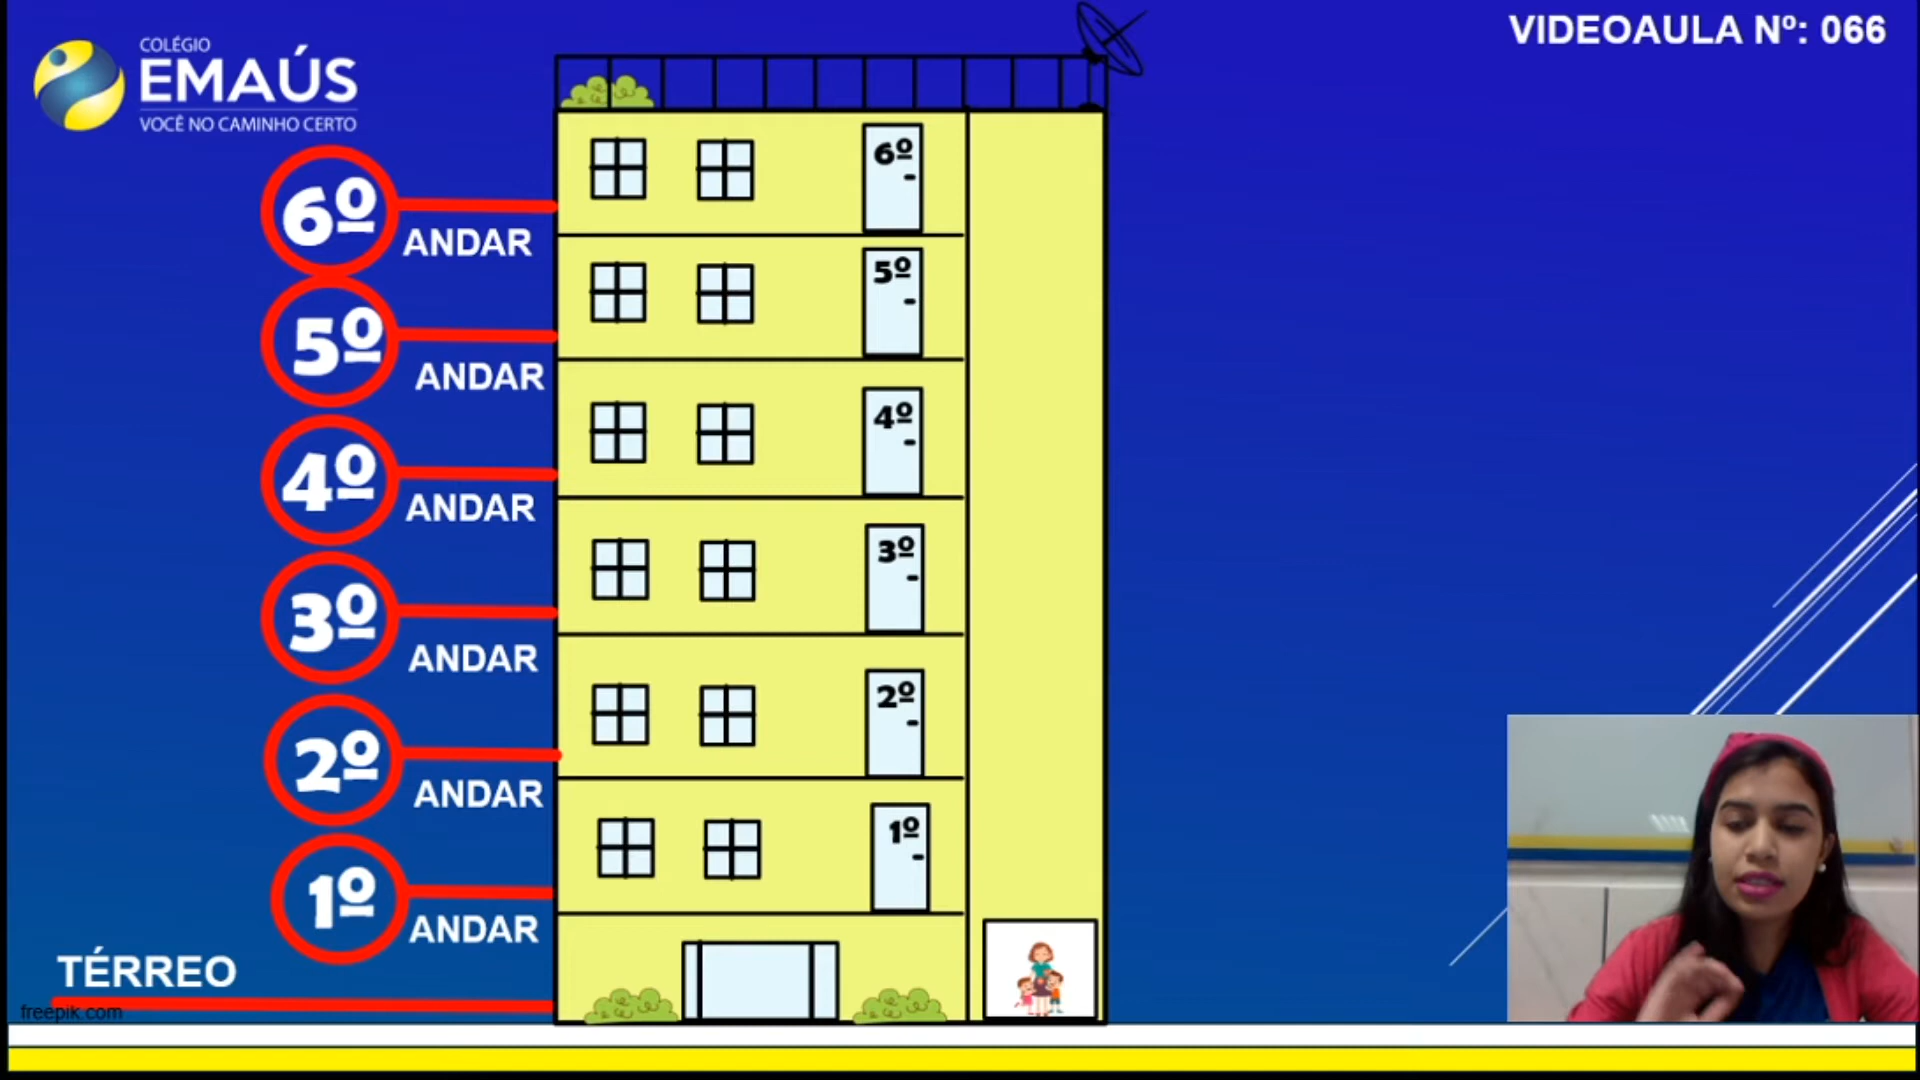 COLÉGIO
EMAÚS
VOCÊ NO CAMINHO CERTO
VIDEOAULA Nº: 066
6º
ANDAR
6º
5º
ANDAR
5º
4º
ANDAR
4º
3º
ANDAR
3º
2º
ANDAR
2º
1º
ANDAR
1º
TÉRREO
freepik.com